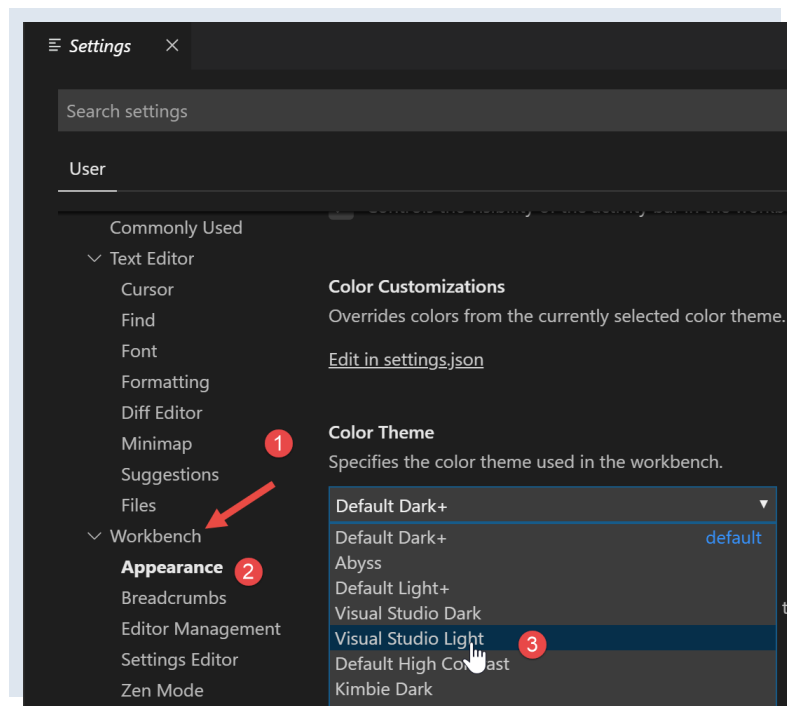 Settings
Search settings
User
Commonly Used
Text Editor
Cursor
Find
Font
Formatting
Diff Editor
Minimap
Suggestions
Files
Workbench
Appearance
Breadcrumbs
Editor Management
Settings Editor
Zen Mode
1
2
Color Customizations
Overrides colors from the currently selected color theme.
Edit in settings.json
Color Theme
Specifies the color theme used in the workbench.
Default Dark+
Default Dark+ default
Abyss
Default Light+
Visual Studio Dark
Visual Studio Light
3
Default High
Kimbie Dark